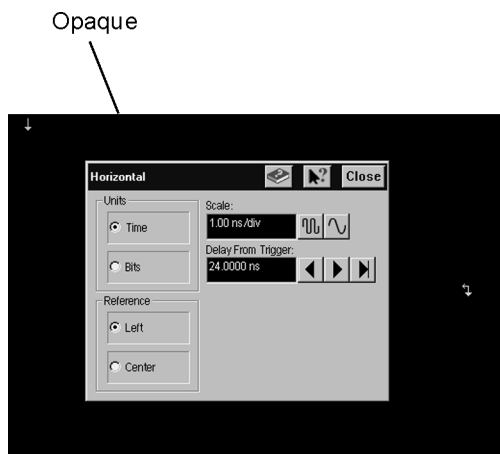 Opaque
Horizontal
Close
Units
Time
Bits
Scale:
1.00 ns/div
Delay From Trigger:
24.0000 ns
Reference
Left
Center